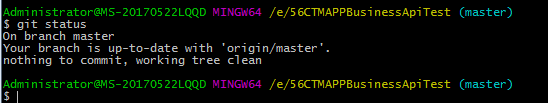 Administrator@MS-20170522LQQD MINGW64 /e/56CTMAPPBusinessApiTest (master)
$ git status
On branch master
Your branch is up-to-date with 'origin/master'.
nothing to commit, working tree clean
Administrator@MS-20170522LQQD MINGW64 /e/56CTMAPPBusinessApiTest (master)
$